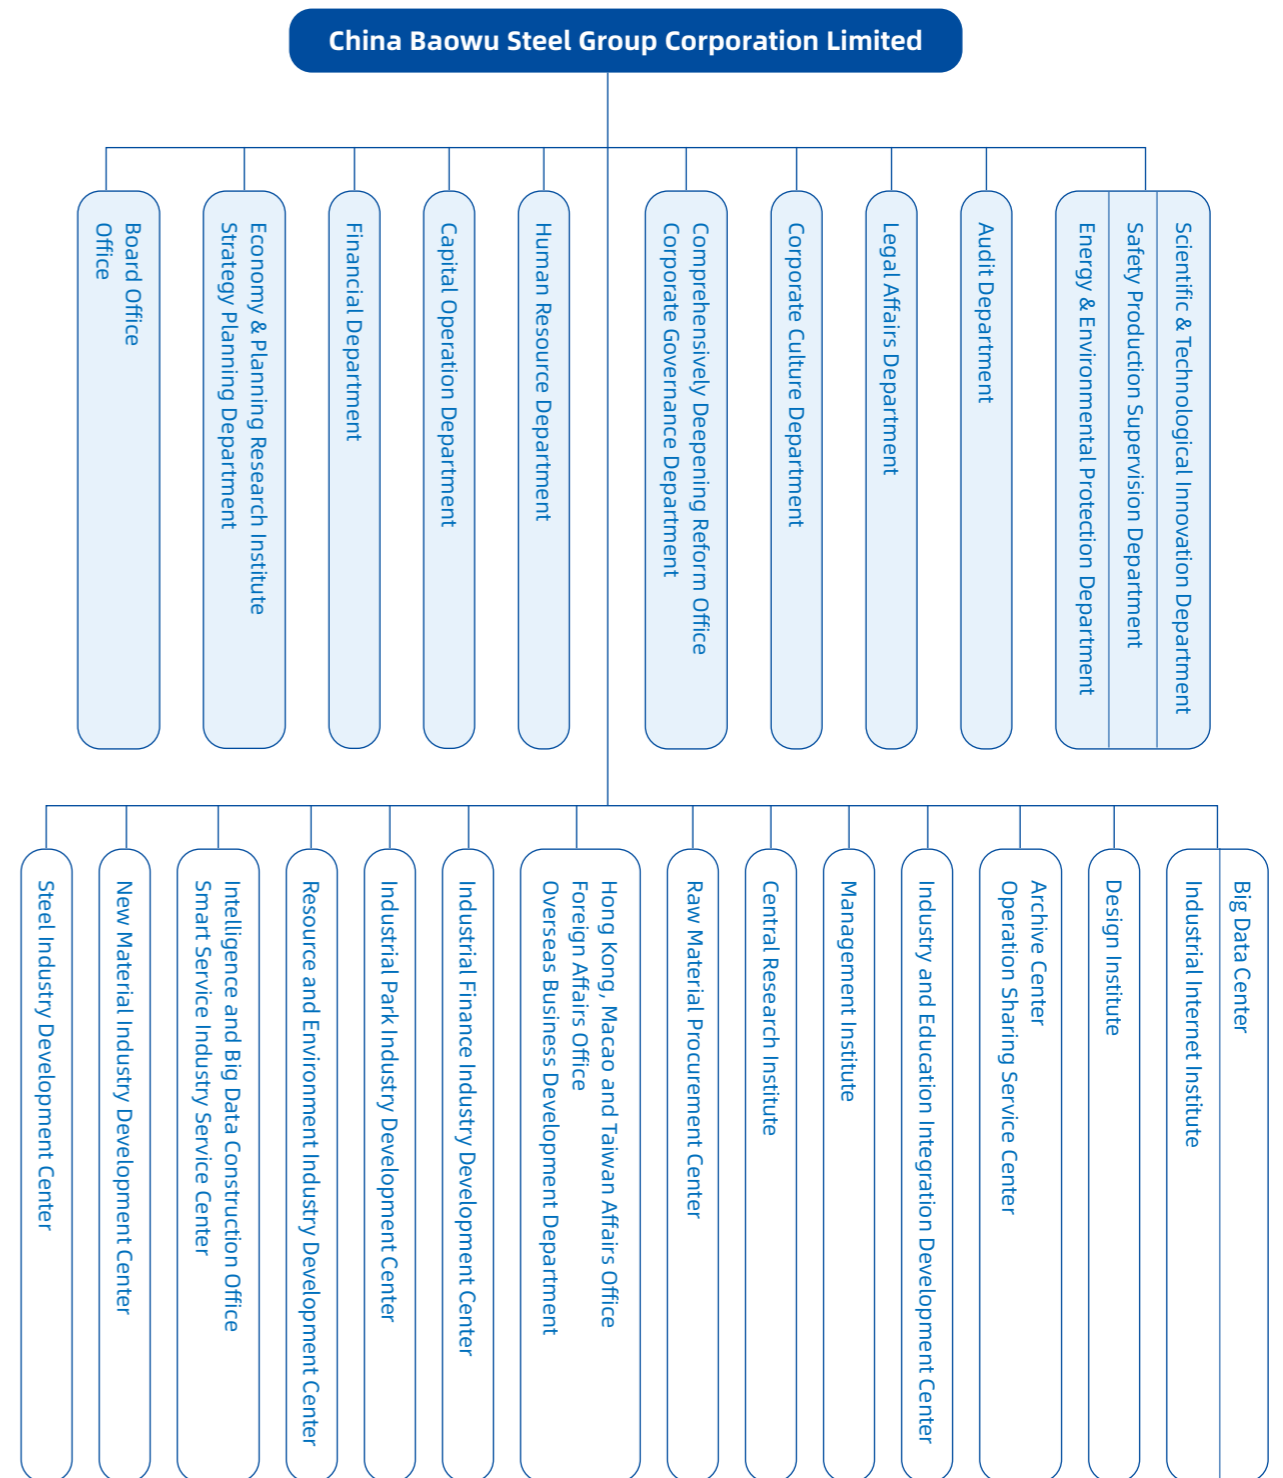 China Baowu Steel Group Corporation Limited
Board Office
Office
Economy & Planning Research Institute
Strategy Planning Department
Financial Department
Capital Operation Department
Human Resource Department
Comprehensively Deepening Reform Office
Corporate Governance Department
Corporate Culture Department
Legal Affairs Department
Audit Department
Scientific & Technological Innovation Department
Safety Production Supervision Department
Energy & Environmental Protection Department
Steel Industry Development Center
New Material Industry Development Center
Intelligence and Big Data Construction Office
Smart Service Industry Service Center
Resource and Environment Industry Development Center
Industrial Park Industry Development Center
Industrial Finance Industry Development Center
Hong Kong, Macao and Taiwan Affairs Office
Foreign Affairs Office
Overseas Business Development Department
Raw Material Procurement Center
Central Research Institute
Management Institute
Industry and Education Integration Development Center
Archive Center
Operation Sharing Service Center
Design Institute
Big Data Center
Industrial Internet Institute